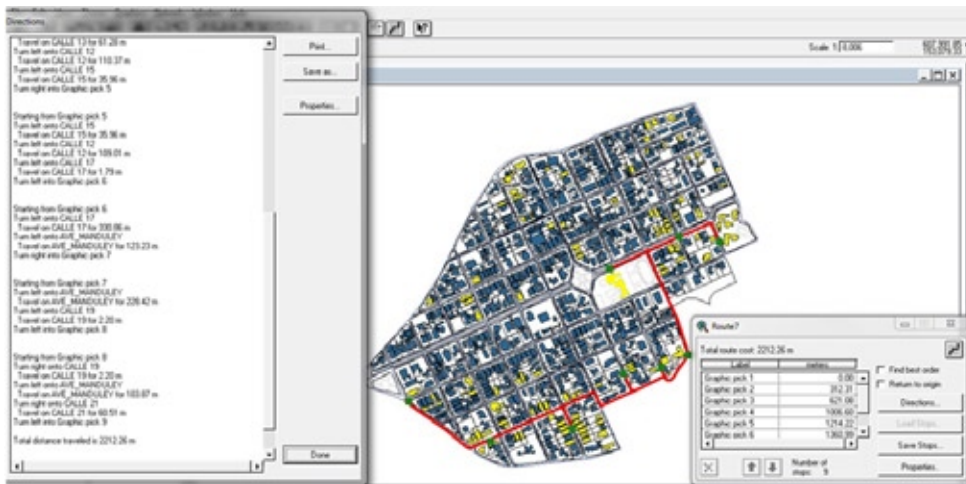 Directions
Travel on CALLE 13 for 61.28 m
Turn left onto CALLE 12
Travel on CALLE 12 for 110.37 m
Turn left onto CALLE 15
Travel on CALLE 15 for 35.96 m
Turn right into Graphic pick 5
Starting from Graphic pick 5
Turn left onto CALLE 15
Travel on CALLE 15 for 35.96 m
Turn left onto CALLE 12
Travel on CALLE 12 for 109.01 m
Turn left onto CALLE 17
Travel on CALLE 17 for 1.79 m
Turn left into Graphic pick 6
Starting from Graphic pick 6
Turn left onto CALLE 17
Travel on CALLE 17 for m
Turn left onto AVE_MANDULEY
Travel on AVE_MANDULEY for 123.23 m
Turn right into Graphic pick 7
Starting from Graphic pick 7
Turn left onto AVE_MANDULEY
Travel on AVE_MANDULEY for 228.42 m
Turn left onto CALLE 19
Travel on CALLE 19 for 2.20 m
Turn left into Graphic pick 8
Starting from Graphic pick 8
Turn right onto CALLE 19
Travel on CALLE 19 for 2.20 m
Turn left onto AVE_MANDULEY
Travel on AVE_MANDULEY for 103.87 m
Turn right onto CALLE 21
Travel on CALLE 21 for 60.51 m
Turn left into Graphic pick 9
Total distance traveled is 2212.26 m
Print...
Save as...
Properties...
Done
Scale 1:
Route7
Total route cost: 2212.26 m
Label meters
Graphic pick 1 0.00
Graphic pick 2 312.31
Graphic pick 3 621.08
Graphic pick 4 1006.60
Graphic pick 5 1214.22
Graphic pick 6 1360.99
Find best order
Return to origin
Directions...
Load Stops...
Save Stops...
Properties...
Number of stops: 9